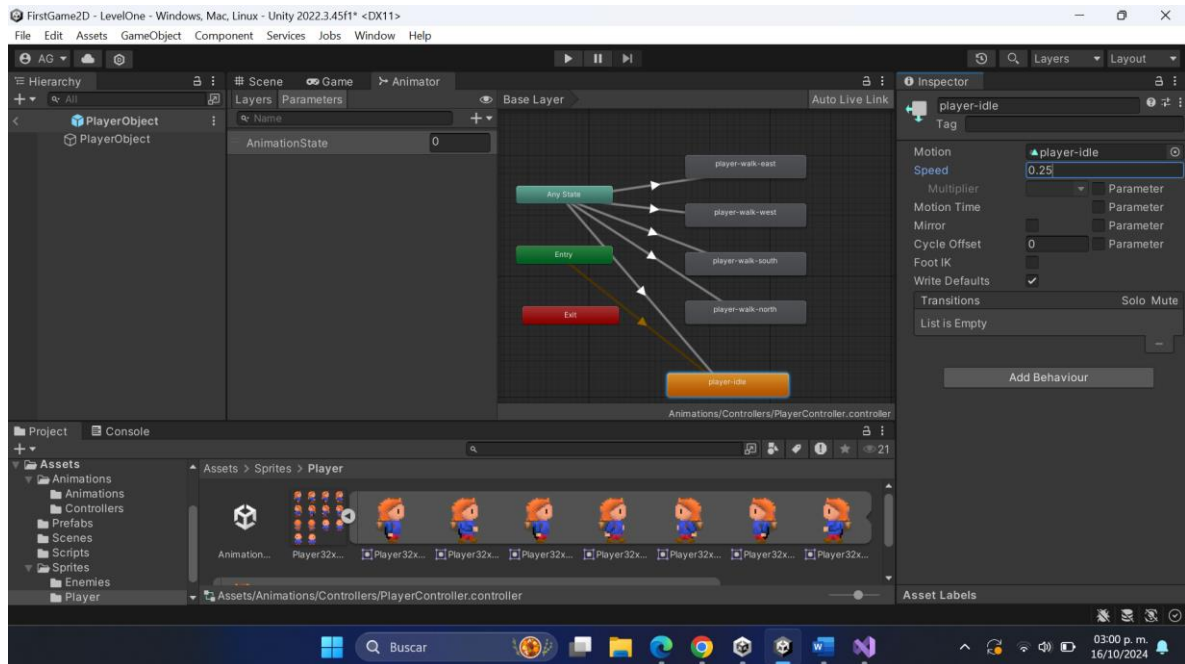 FirstGame2D - LevelOne - Windows, Mac, Linux - Unity 2022.3.45f1* <DX11>
File Edit Assets GameObject Component Services Jobs Window Help
AG Layers Layout
Hierarchy
All
PlayerObject
PlayerObject
Scene Game Animator
Layers Parameters Base Layer Auto Live Link
Name
AnimationState 0
player-walk-east
Any State
player-walk-west
Entry
player-walk-south
player-walk-north
Exit
player-idle
Animations/Controllers/PlayerController.controller
Inspector
player-idle
Tag
Motion player-idle
Speed 0.25
Multiplier Parameter
Motion Time Parameter
Mirror Parameter
Cycle Offset 0 Parameter
Foot IK
Write Defaults
Transitions Solo Mute
List is Empty
Add Behaviour
Project Console
21
Assets
Animations
Animations
Controllers
Prefabs
Scenes
Scripts
Sprites
Enemies
Player
Assets > Sprites > Player
Animation... Player32x... Player32x... Player32x... Player32x... Player32x... Player32x... Player32x... Player32x...
Assets/Animations/Controllers/PlayerController.controller
Asset Labels
Buscar
03:00 p. m.
16/10/2024